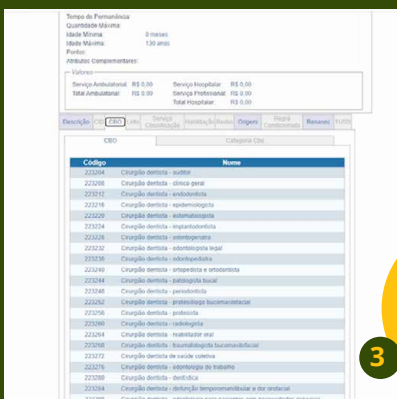 Tempo de Permanência:
Quantidade Máxima:
Idade Mínima: 0 meses
Idade Máxima: 130 anos
Pontos:
Atributos Complementares:
Valores
Serviço Ambulatorial: R$ 0,00 Serviço Hospitalar: R$ 0,00
Total Ambulatorial: R$ 0,00 Serviço Profissional: R$ 0,00
Total Hospitalar: R$ 0,00
Descrição CID CBO Leito Serviço Classificação Habilitação Redes Origem Regra Condicionada Renases TUSS
CBO Categoria Cbo
Código Nome
223204 Cirurgião dentista - auditor
223208 Cirurgião dentista - clínico geral
223212 Cirurgião dentista - endodontista
223216 Cirurgião dentista - epidemiologista
223220 Cirurgião dentista - estomatologista
223224 Cirurgião dentista - implantodontista
223228 Cirurgião dentista - odontogeriatra
223232 Cirurgião dentista - odontologista legal
223236 Cirurgião dentista - odontopediatra
223240 Cirurgião dentista - ortopedista e ortodontista
223244 Cirurgião dentista - patologista bucal
223248 Cirurgião dentista - periodontista
223252 Cirurgião dentista - protesiólogo bucomaxilofacial
223256 Cirurgião dentista - protesista
223260 Cirurgião dentista - radiologista
223264 Cirurgião dentista - reabilitador oral
223268 Cirurgião dentista - traumatologista bucomaxilofacial
223272 Cirurgião dentista de saúde coletiva
223276 Cirurgião dentista - odontologia do trabalho
223280 Cirurgião dentista - dentística
223284 Cirurgião dentista - disfunção temporomandibular e dor orofacial
3